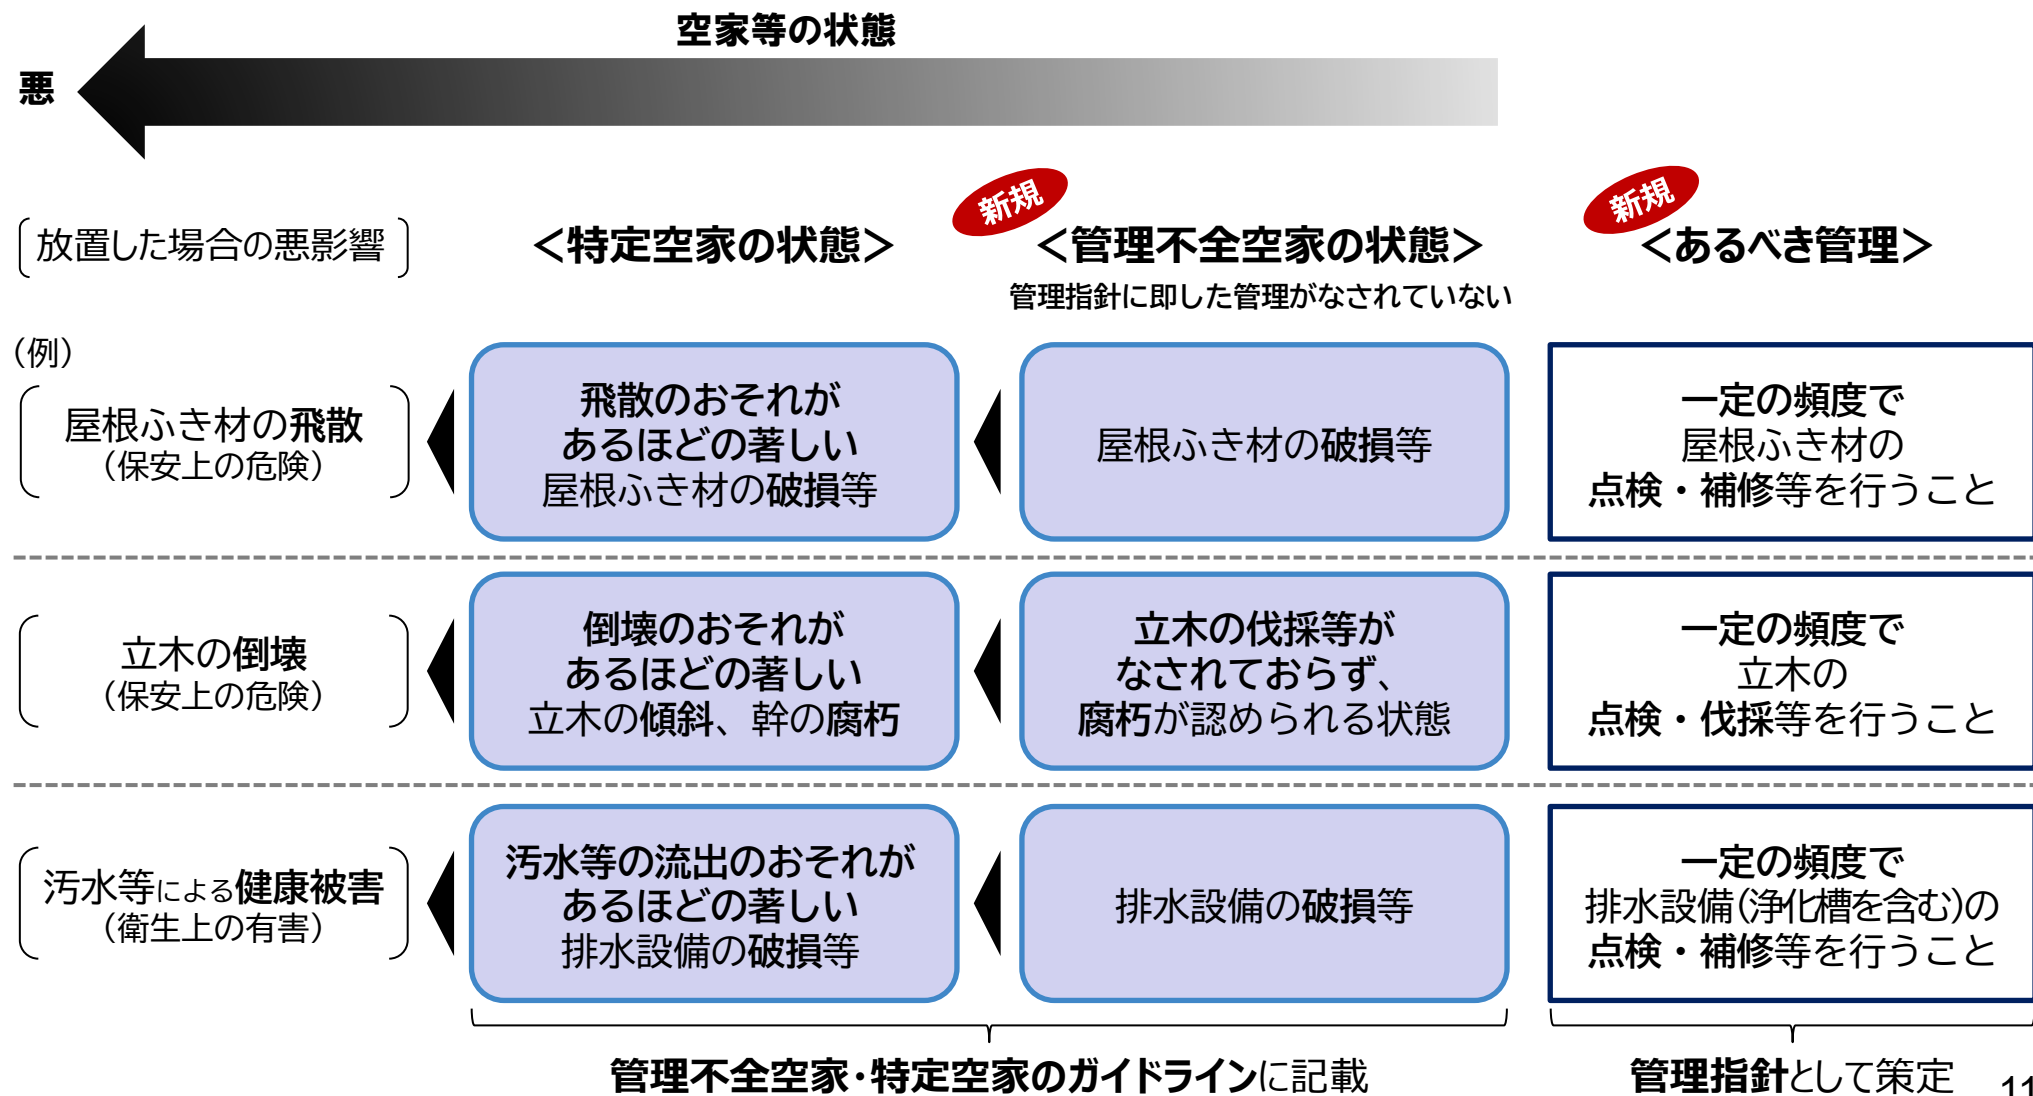 空家等の状態
悪
放置した場合の悪影響
＜特定空家の状態＞
新規
＜管理不全空家の状態＞
管理指針に即した管理がなされていない
新規
＜あるべき管理＞
（例）
屋根ふき材の飛散
（保安上の危険）
飛散のおそれが
あるほどの著しい
屋根ふき材の破損等
屋根ふき材の破損等
一定の頻度で
屋根ふき材の
点検・補修等を行うこと
立木の倒壊
（保安上の危険）
倒壊のおそれが
あるほどの著しい
立木の傾斜、幹の腐朽
立木の伐採等が
なされておらず、
腐朽が認められる状態
一定の頻度で
立木の
点検・伐採等を行うこと
汚水等による健康被害
（衛生上の有害）
汚水等の流出のおそれが
あるほどの著しい
排水設備の破損等
排水設備の破損等
一定の頻度で
排水設備（浄化槽を含む）の
点検・補修等を行うこと
管理不全空家・特定空家のガイドラインに記載
管理指針として策定
11